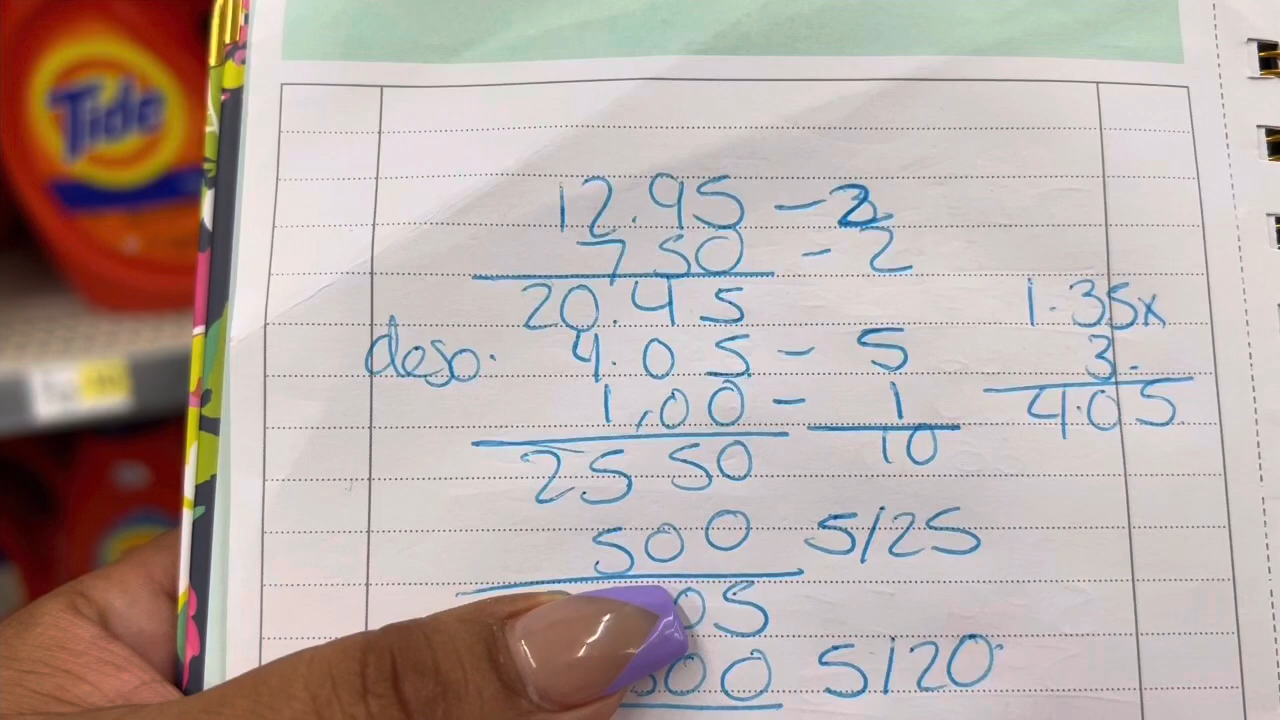 Tide
12.95 - 2
7 50 - 2
20.45
deso. 4.05 - 5
1,00 - 1
10
25 50
1.35x
3.
4.05
500 5/25
05
500 5/20